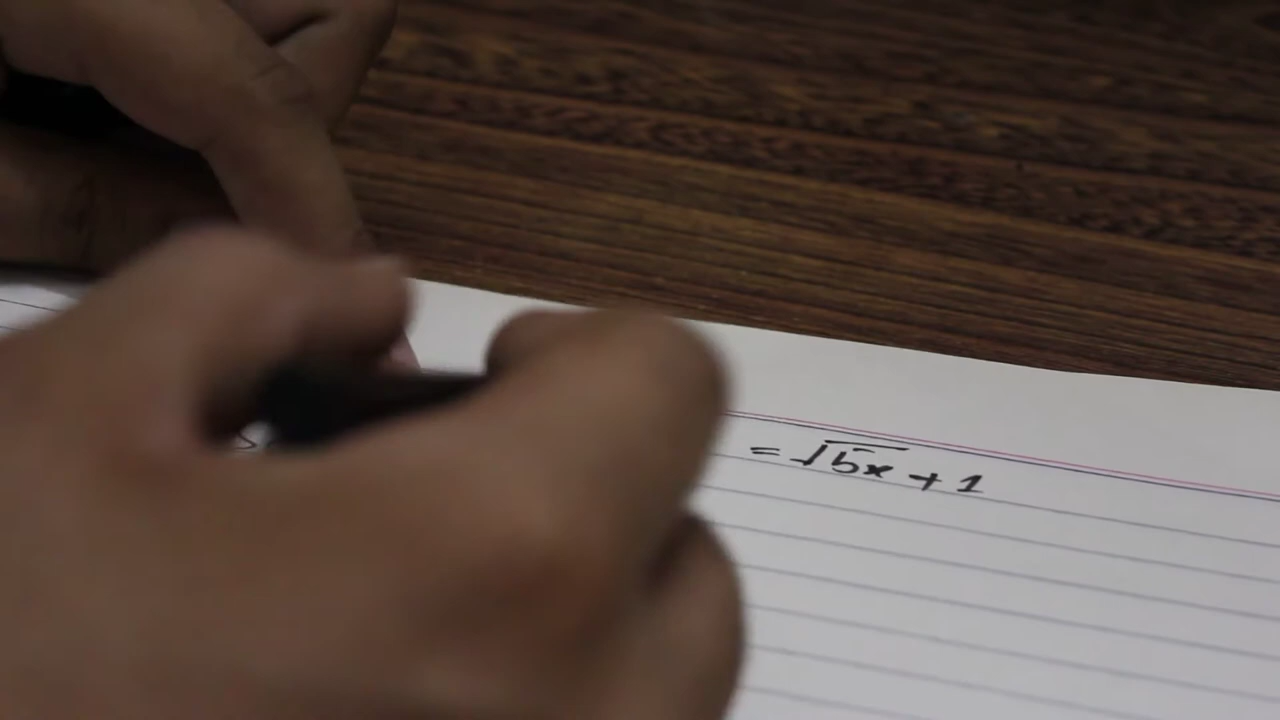 = √5x + 1